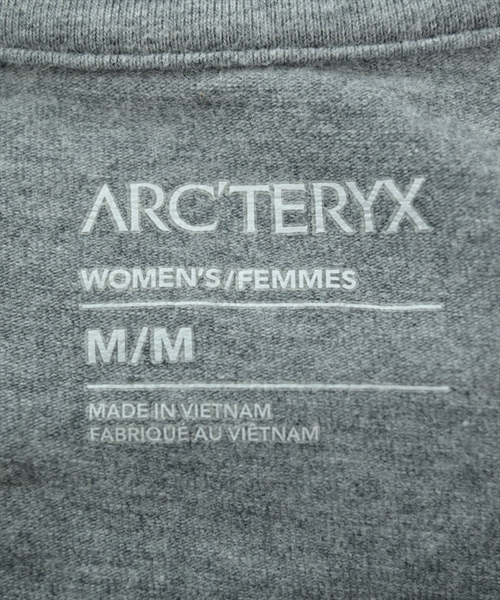 ARC'TERYX
WOMEN'S/FEMMES
M/M
MADE IN VIETNAM
FABRIQUÉ AU VIÊTNAM